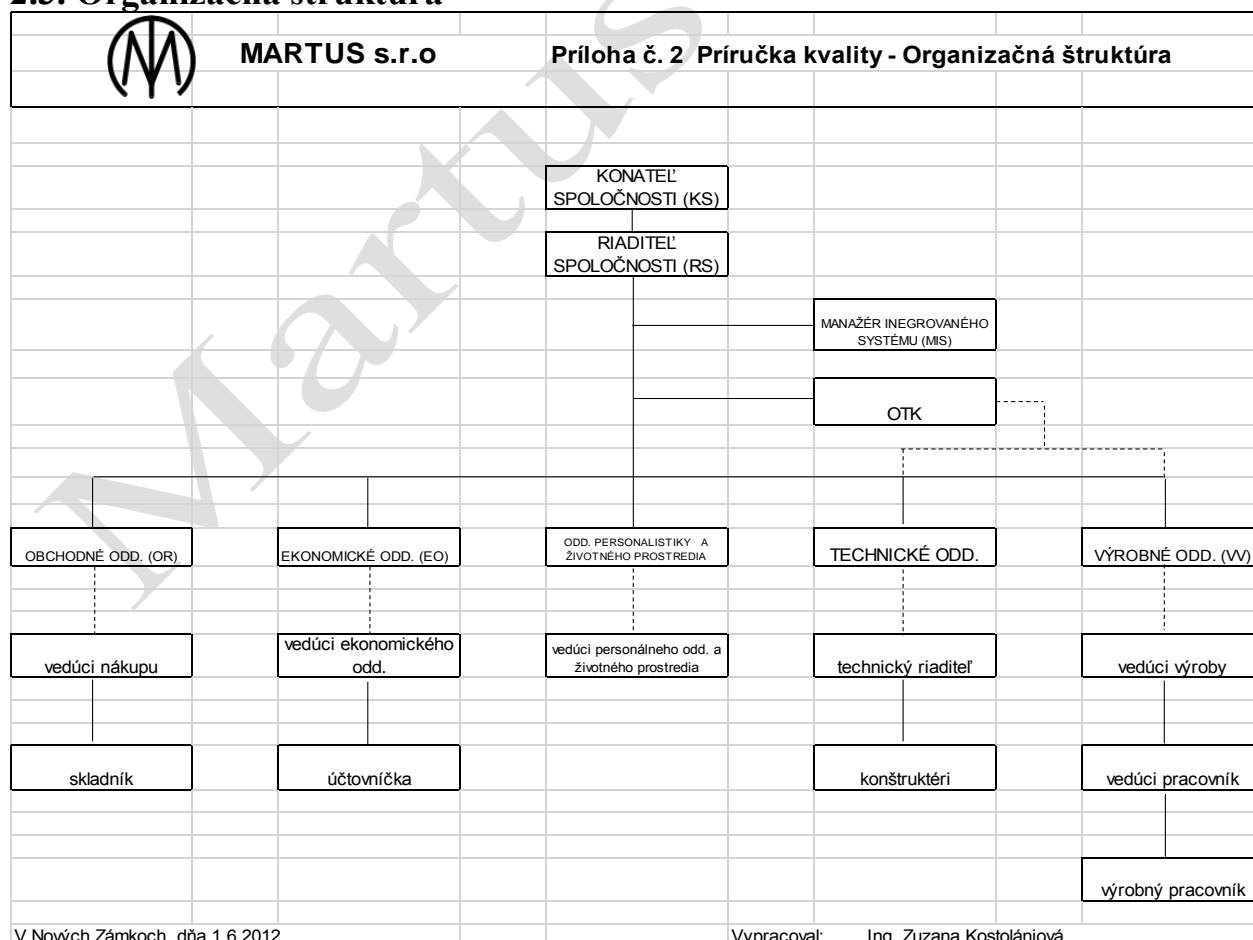 2.3. Organizačná štruktúra
MARTUS s.r.o Príloha č. 2 Príručka kvality - Organizačná štruktúra
KONATEĽ
SPOLOČNOSTI (KS)
RIADITEĽ
SPOLOČNOSTI (RS)
MANAŽÉR INEGROVANÉHO
SYSTÉMU (MIS)
OTK
OBCHODNÉ ODD. (OR)
EKONOMICKÉ ODD. (EO)
ODD. PERSONALISTIKY A
ŽIVOTNÉHO PROSTREDIA
TECHNICKÉ ODD.
VÝROBNÉ ODD. (VV)
vedúci nákupu
vedúci ekonomického
odd.
vedúci personálneho odd. a
životného prostredia
technický riaditeľ
vedúci výroby
skladník
účtovníčka
konštruktéri
vedúci pracovník
výrobný pracovník
V Nových Zámkoch, dňa 1.6.2012 Vypracoval: Ing. Zuzana Kostolániová
Martus